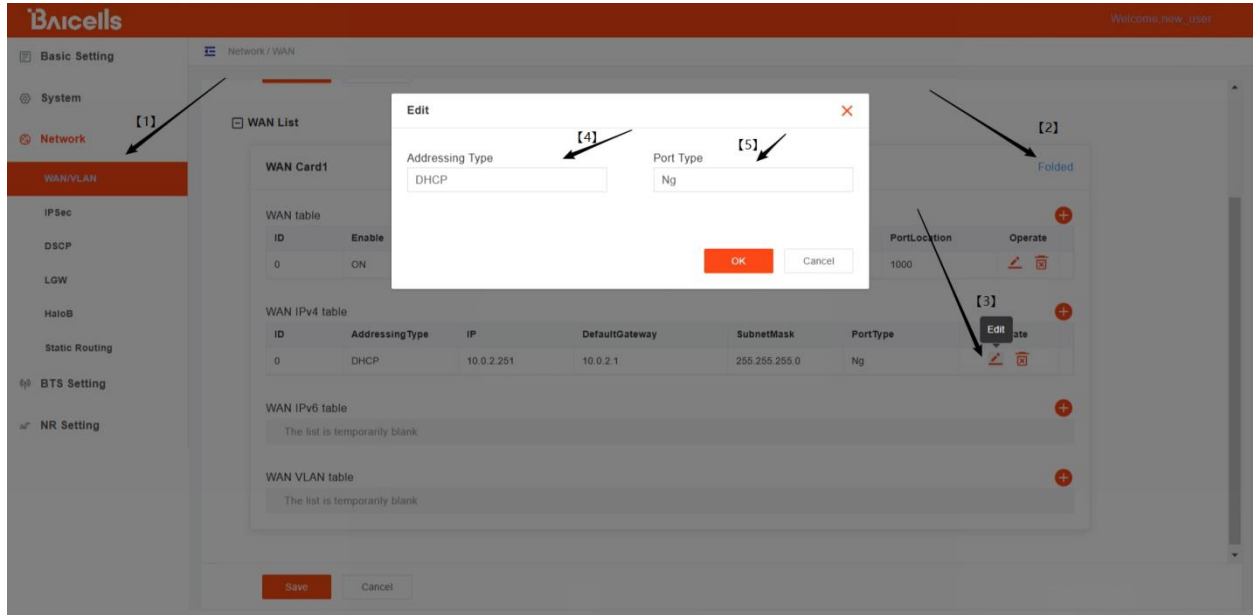 Baicells
Welcome,new_user
Basic Setting
Network / WAN
System
【1】
Network
WAN/VLAN
IPSec
DSCP
LGW
HaloB
Static Routing
BTS Setting
NR Setting
WAN List
【2】
WAN Card1
Folded
Edit
【4】
【5】
Addressing Type
Port Type
DHCP
Ng
OK
Cancel
WAN table
ID Enable PortLocation Operate
0 ON 1000
【3】
WAN IPv4 table
Edit
ID AddressingType IP DefaultGateway SubnetMask PortType ate
0 DHCP 10.0.2.251 10.0.2.1 255.255.255.0 Ng
WAN IPv6 table
The list is temporarily blank
WAN VLAN table
The list is temporarily blank
Save
Cancel